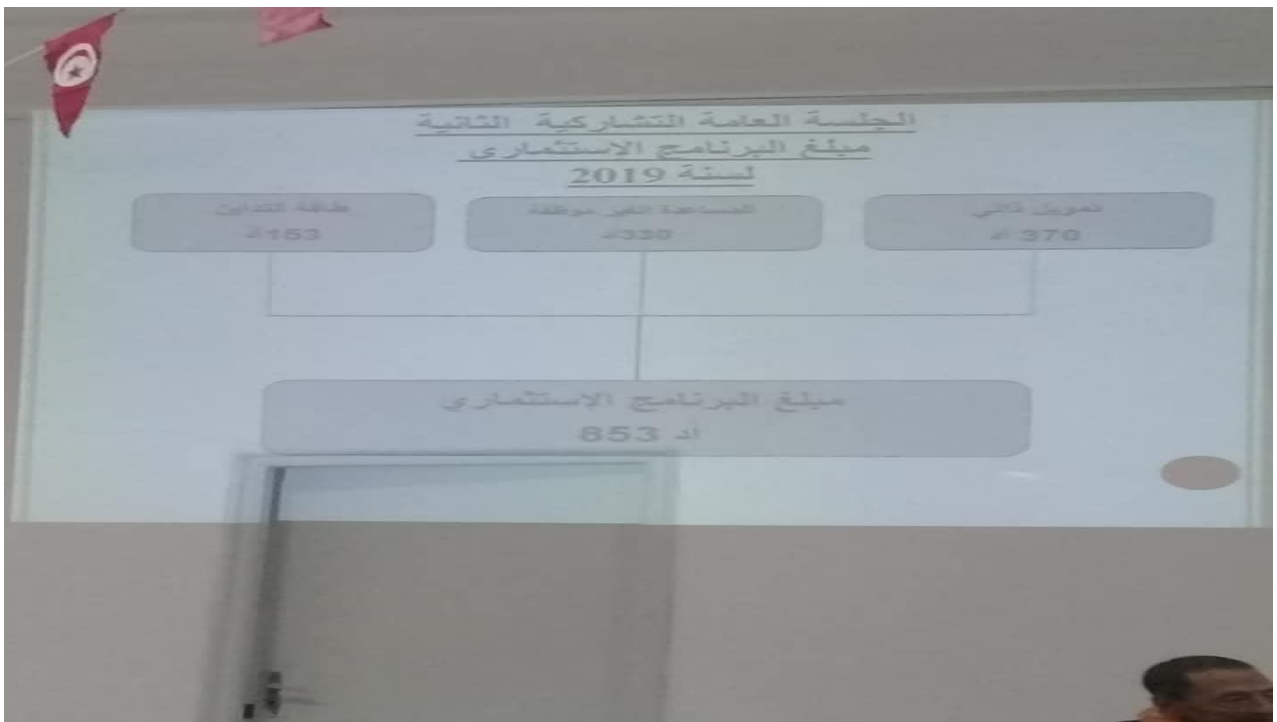 الجلسة العامة التشاركية الثانية
مبلغ البرنامج الاستثماري
لسنة 2019
تمويل ذاتي
370 أد
المساعدة الغير موظفة
330أد
طاقة التداين
153أد
مبلغ البرنامج الإستثماري
853 أد